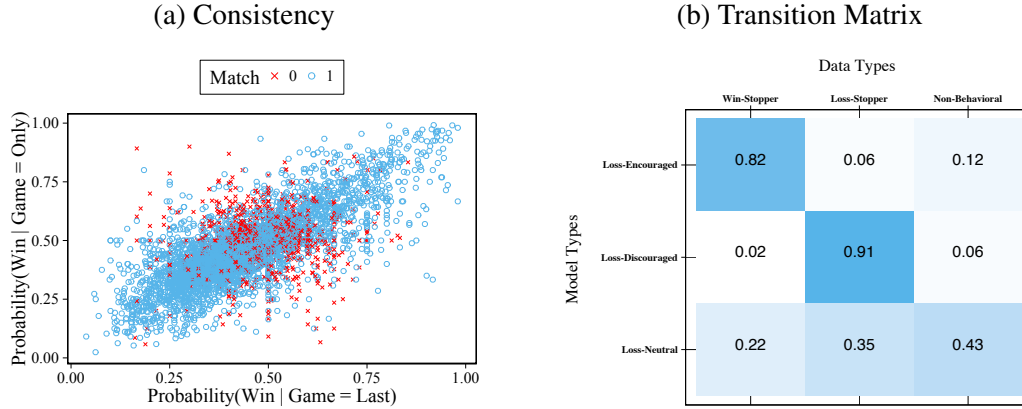 (a) Consistency
Match × 0 ○ 1
Probability(Win | Game = Only)
1.00
0.75
0.50
0.25
0.00
0.00 0.25 0.50 0.75 1.00
Probability(Win | Game = Last)
(b) Transition Matrix
Data Types
Win-Stopper Loss-Stopper Non-Behavioral
Model Types
Loss-Encouraged 0.82 0.06 0.12
Loss-Discouraged 0.02 0.91 0.06
Loss-Neutral 0.22 0.35 0.43